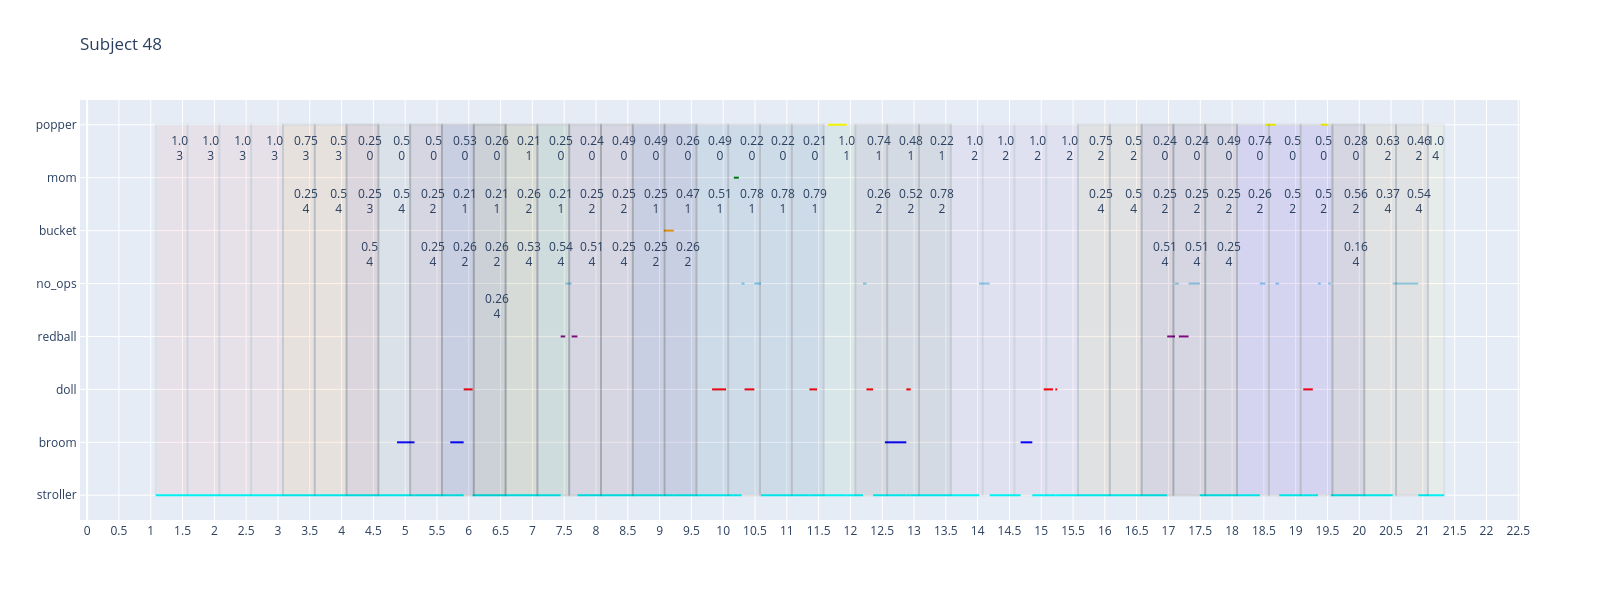 Subject 48
popper
1.0 1.0 1.0 1.0 0.75 0.5 0.25 0.5 0.5 0.53 0.26 0.21 0.25 0.24 0.49 0.49 0.26 0.49 0.22 0.22 0.21 1.0 0.74 0.48 0.22 1.0 1.0 1.0 1.0 0.75 0.5 0.24 0.24 0.49 0.74 0.5 0.5 0.28 0.63 0.46 1.0
3 3 3 3 3 3 0 0 0 0 0 1 0 0 0 0 0 0 0 0 0 1 1 1 1 2 2 2 2 2 2 0 0 0 0 0 0 0 2 2 4
mom
0.25 0.5 0.25 0.5 0.25 0.21 0.21 0.26 0.21 0.25 0.25 0.25 0.47 0.51 0.78 0.78 0.79 0.26 0.52 0.78 0.25 0.5 0.25 0.25 0.25 0.26 0.5 0.5 0.56 0.37 0.54
4 4 3 4 2 1 1 2 1 2 2 1 1 1 1 1 1 2 2 2 4 4 2 2 2 2 2 2 2 4 4
bucket
0.5 0.25 0.26 0.26 0.53 0.54 0.51 0.25 0.25 0.26 0.51 0.51 0.25 0.16
4 4 2 2 4 4 4 4 2 2 4 4 4 4
no_ops
0.26
4
redball
doll
broom
stroller
0 0.5 1 1.5 2 2.5 3 3.5 4 4.5 5 5.5 6 6.5 7 7.5 8 8.5 9 9.5 10 10.5 11 11.5 12 12.5 13 13.5 14 14.5 15 15.5 16 16.5 17 17.5 18 18.5 19 19.5 20 20.5 21 21.5 22 22.5